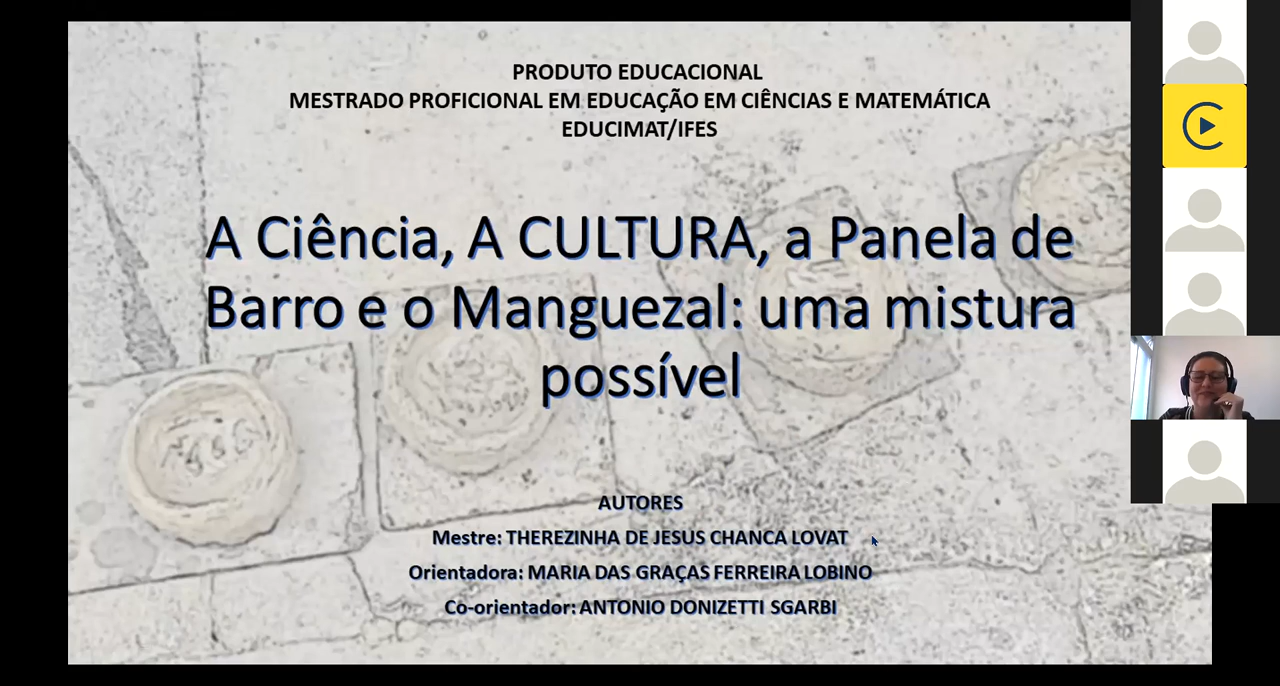 PRODUTO EDUCACIONAL
MESTRADO PROFICIONAL EM EDUCAÇÃO EM CIÊNCIAS E MATEMÁTICA
EDUCIMAT/IFES
A Ciência, A CULTURA, a Panela de
Barro e o Manguezal: uma mistura
possível
AUTORES
Mestre: THEREZINHA DE JESUS CHANCA LOVAT
Orientadora: MARIA DAS GRAÇAS FERREIRA LOBINO
Co-orientador: ANTONIO DONIZETTI SGARBI